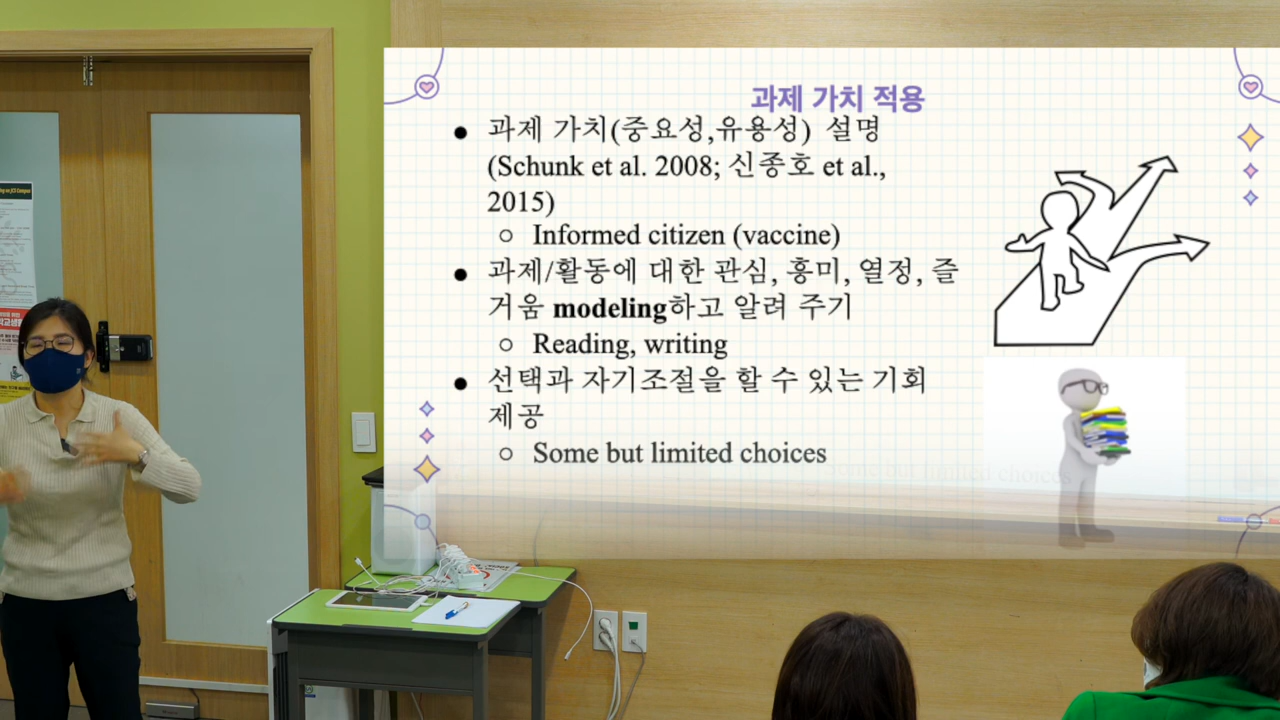 과제 가치 적용
● 과제 가치(중요성,유용성) 설명
(Schunk et al. 2008; 신종호 et al.,
2015)
○ Informed citizen (vaccine)
● 과제/활동에 대한 관심, 흥미, 열정, 즐
거움 modeling하고 알려 주기
○ Reading, writing
● 선택과 자기조절을 할 수 있는 기회
제공
○ Some but limited choices